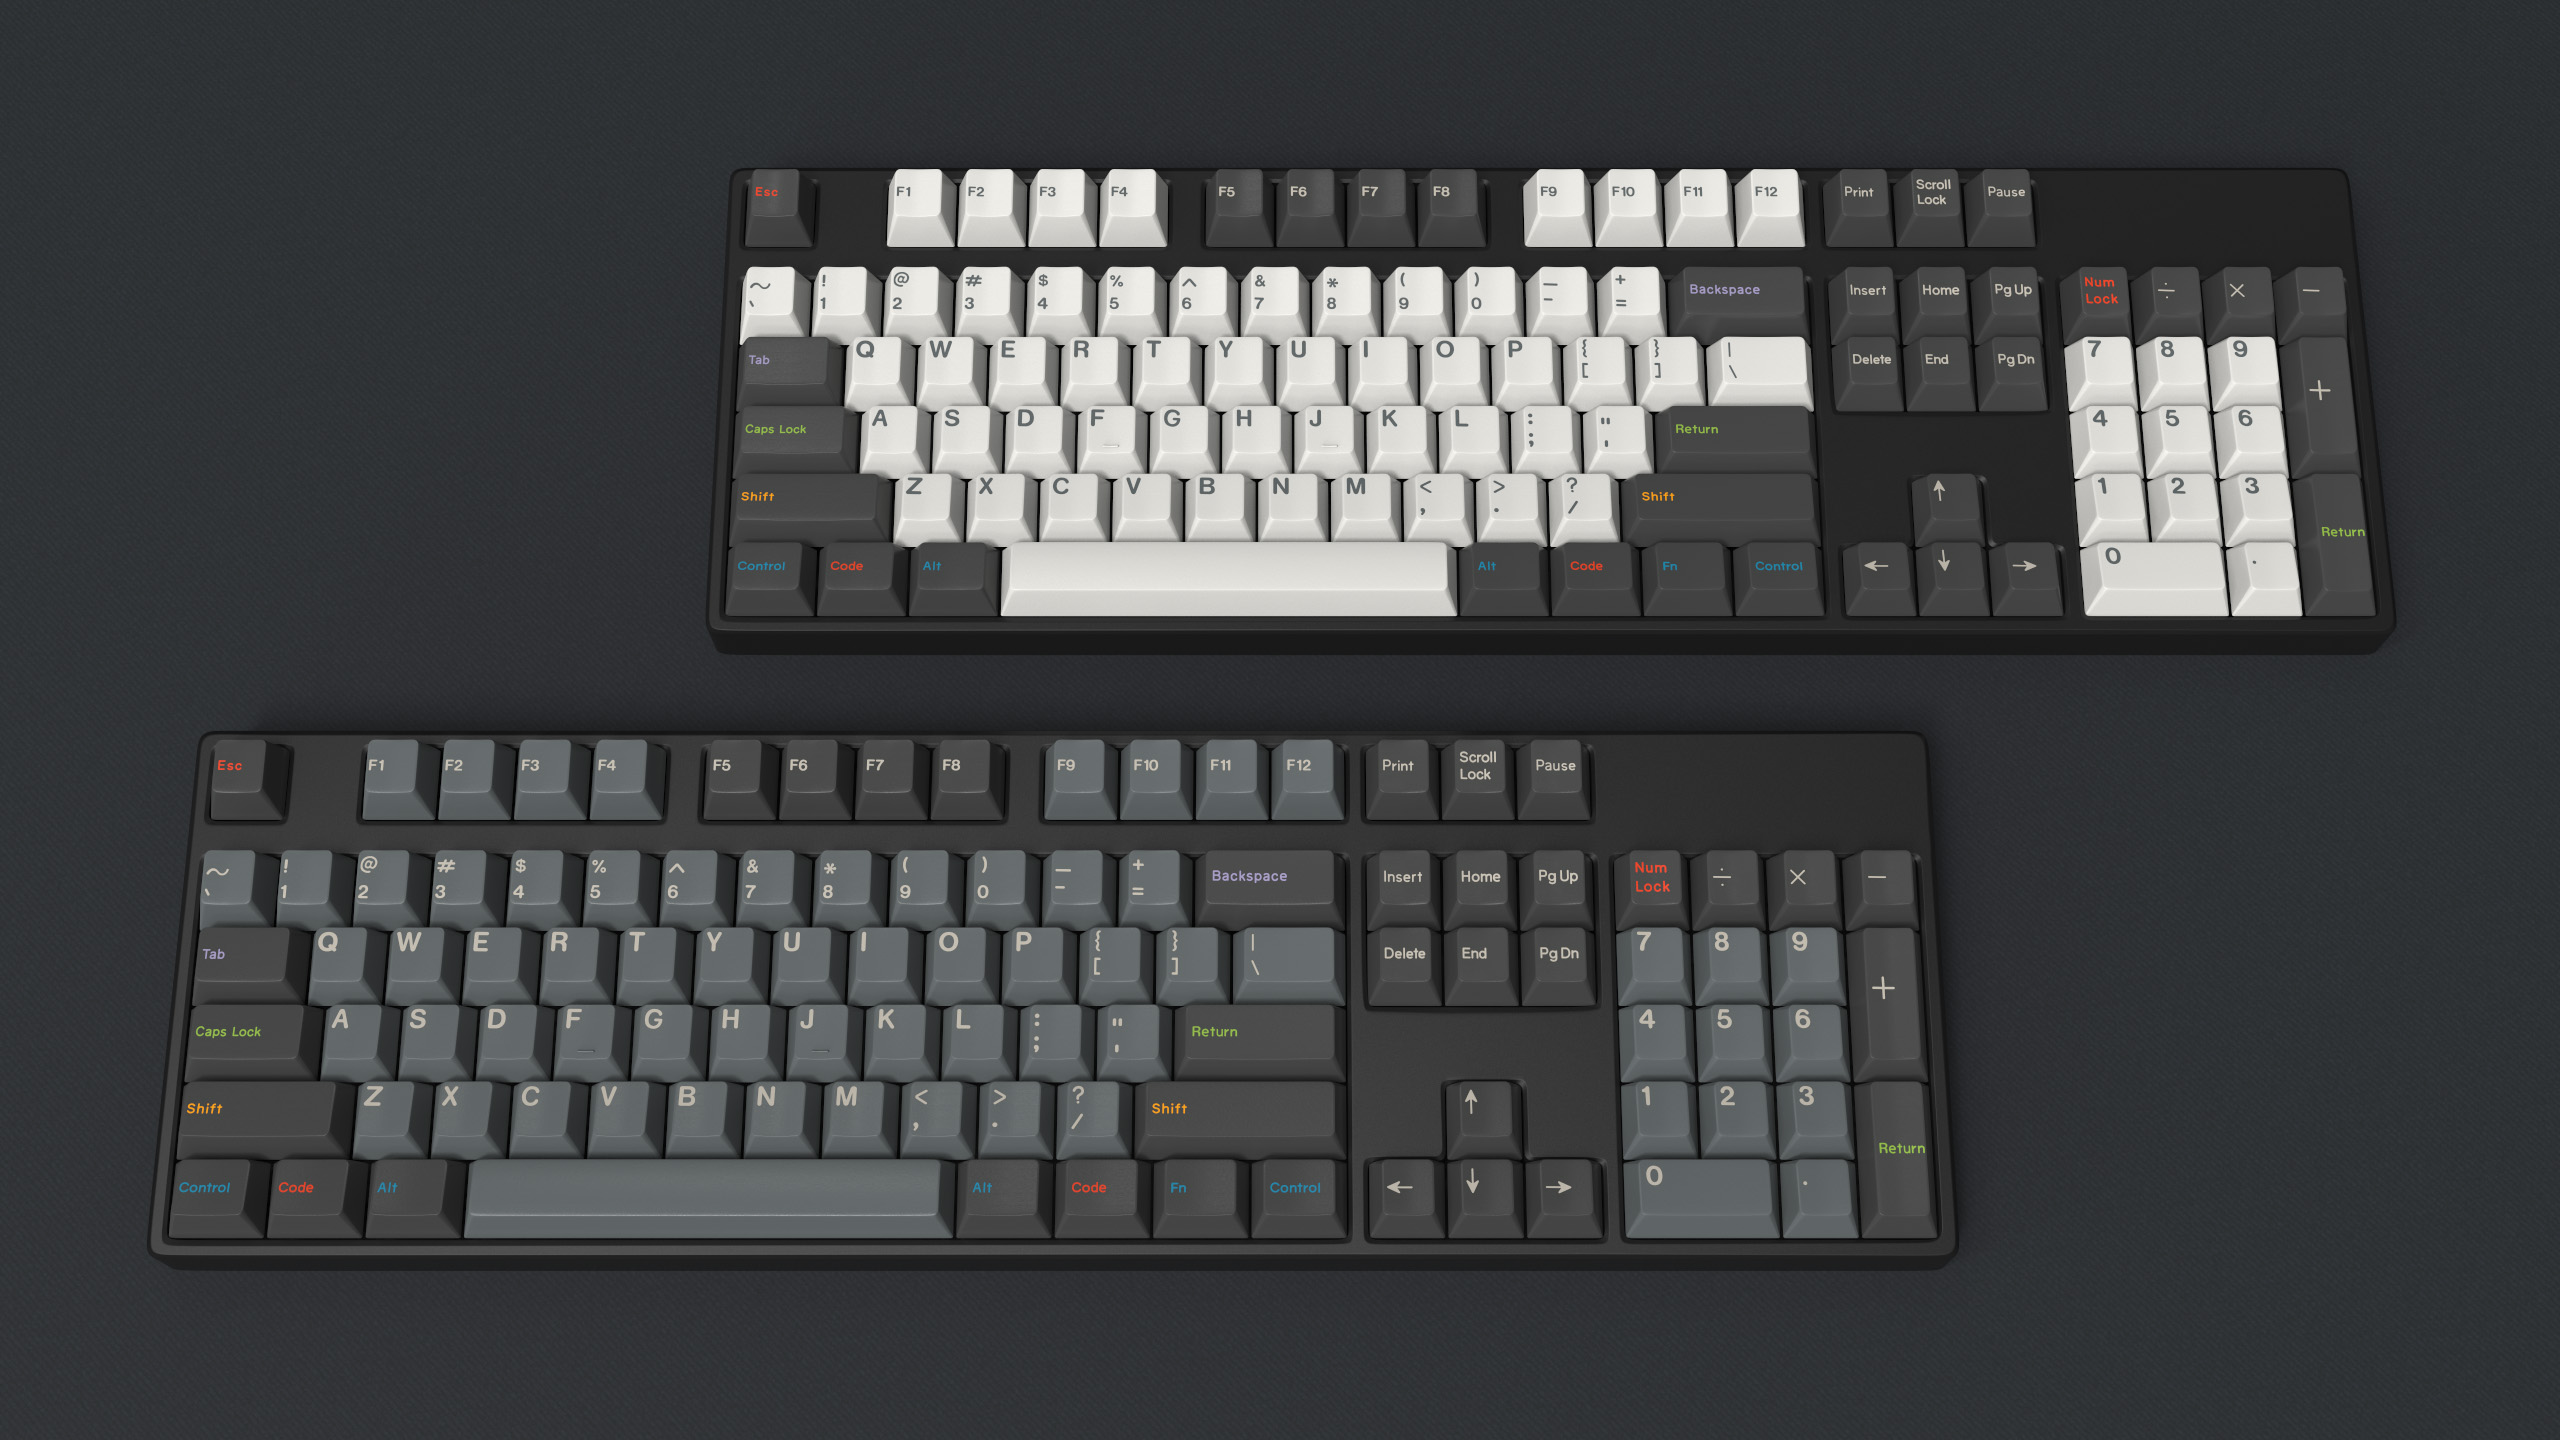 Esc F1 F2 F3 F4 F5 F6 F7 F8 F9 F10 F11 F12 Print Scroll Lock Pause
~ ! @ # $ % ^ & * ( ) — +
` 1 2 3 4 5 6 7 8 9 0 - = Backspace Insert Home Pg Up Num Lock ÷ × —
Tab Q W E R T Y U I O P { } |
[ ] \ Delete End Pg Dn 7 8 9 +
Caps Lock A S D F G H J K L : "
; ' Return 4 5 6
Shift Z X C V B N M < > ?
, . / Shift ↑ 1 2 3 Return
Control Code Alt Alt Code Fn Control ← ↓ → 0 .
Esc F1 F2 F3 F4 F5 F6 F7 F8 F9 F10 F11 F12 Print Scroll Lock Pause
~ ! @ # $ % ^ & * ( ) — +
` 1 2 3 4 5 6 7 8 9 0 - = Backspace Insert Home Pg Up Num Lock ÷ × —
Tab Q W E R T Y U I O P { } |
[ ] \ Delete End Pg Dn 7 8 9 +
Caps Lock A S D F G H J K L : "
; ' Return 4 5 6
Shift Z X C V B N M < > ?
, . / Shift ↑ 1 2 3 Return
Control Code Alt Alt Code Fn Control ← ↓ → 0 .